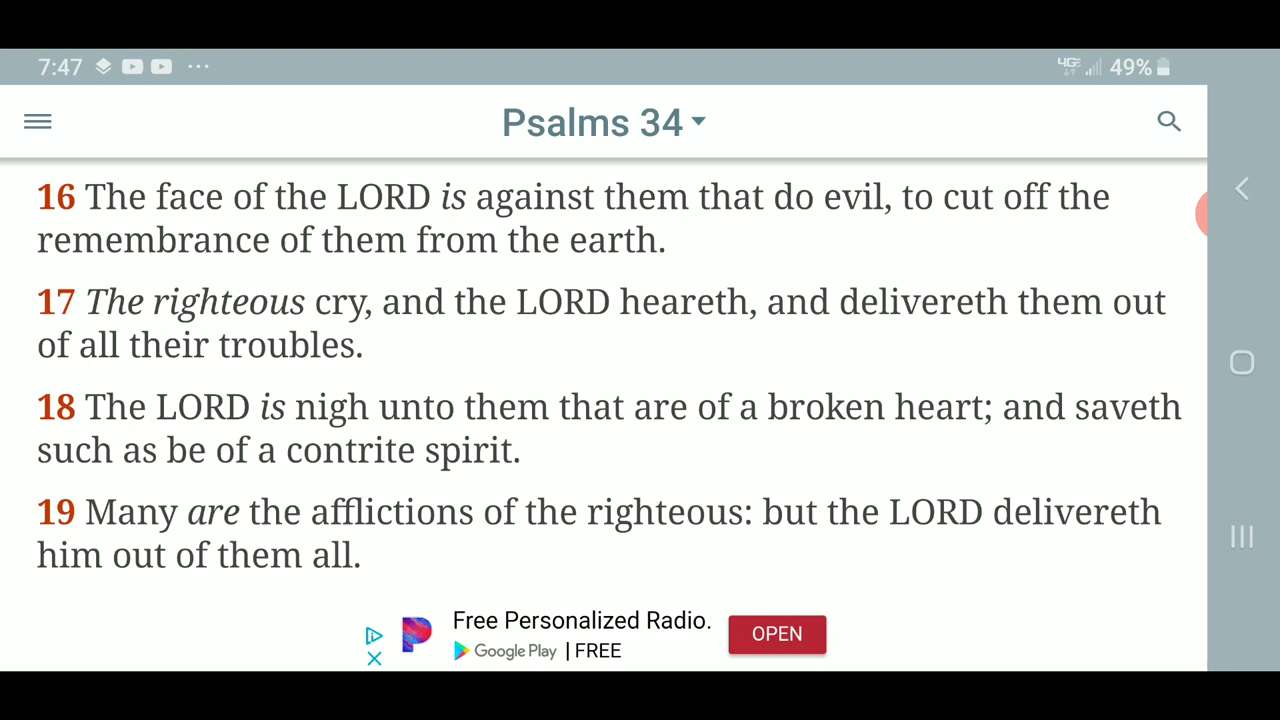 7:47 ... 4GE 49%
Psalms 34
16 The face of the LORD is against them that do evil, to cut off the
remembrance of them from the earth.
17 The righteous cry, and the LORD heareth, and delivereth them out
of all their troubles.
18 The LORD is nigh unto them that are of a broken heart; and saveth
such as be of a contrite spirit.
19 Many are the afflictions of the righteous: but the LORD delivereth
him out of them all.
Free Personalized Radio.
Google Play | FREE
OPEN